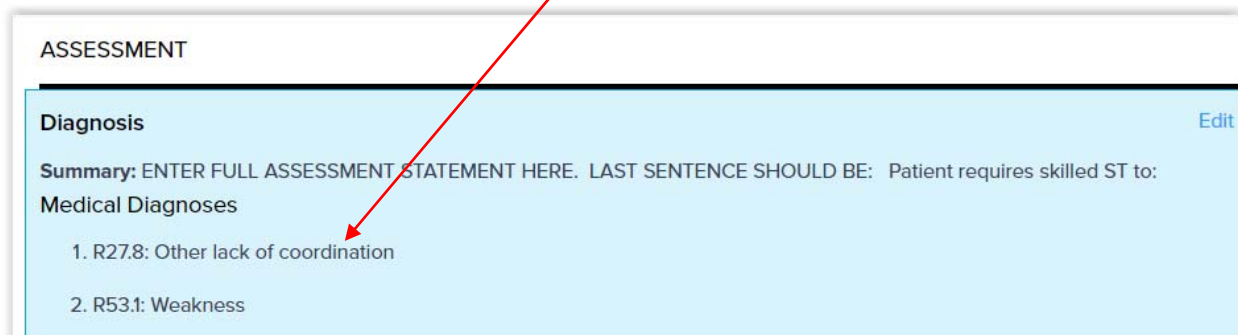 ASSESSMENT
Diagnosis
Edit
Summary: ENTER FULL ASSESSMENT STATEMENT HERE. LAST SENTENCE SHOULD BE: Patient requires skilled ST to:
Medical Diagnoses
1. R27.8: Other lack of coordination
2. R53.1: Weakness